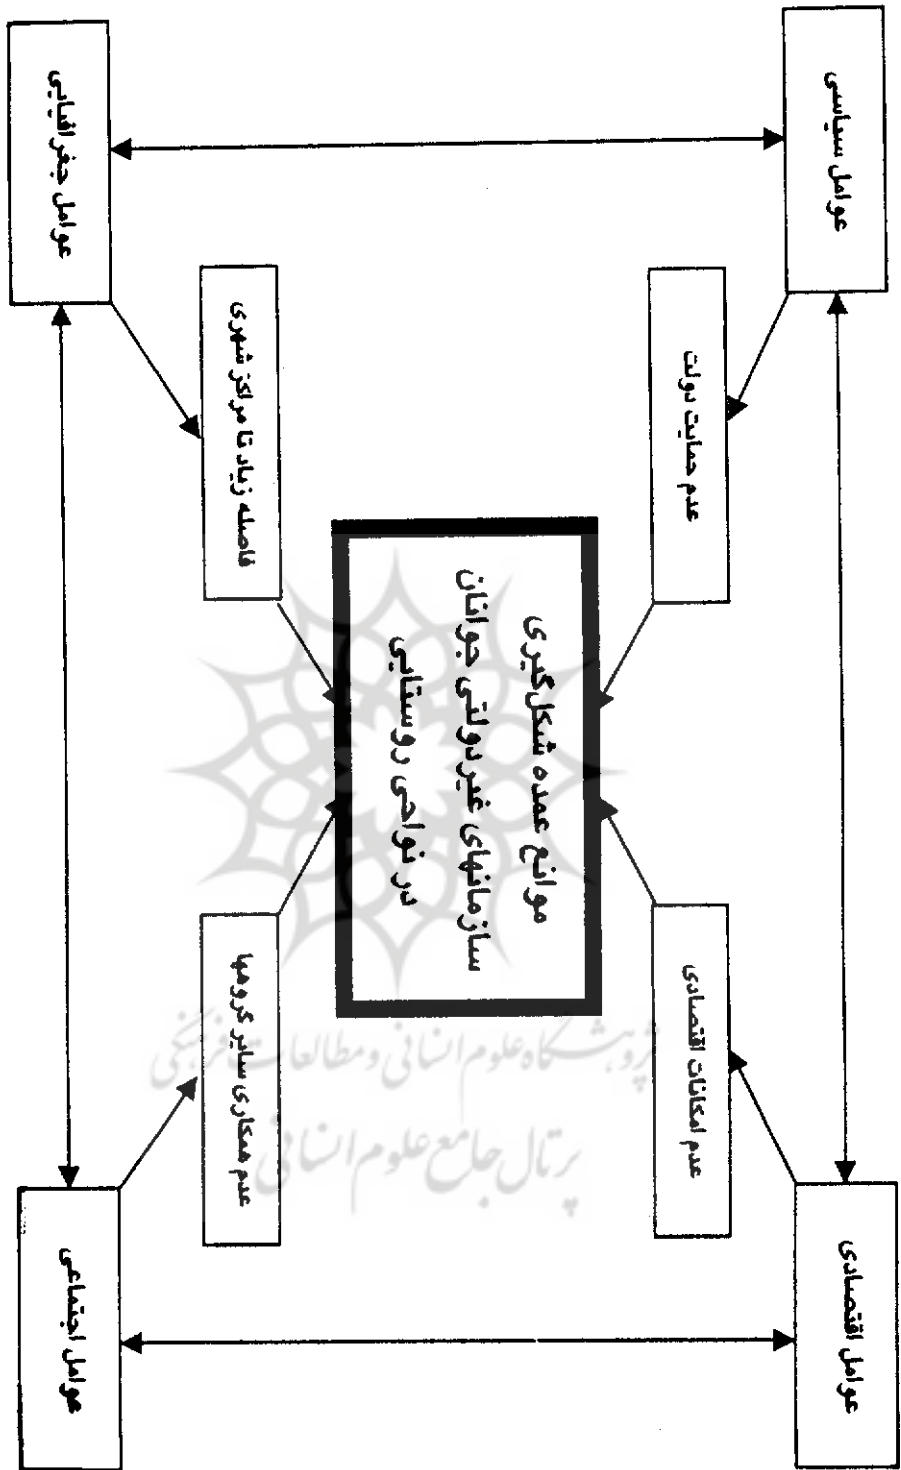 عوامل سیاسی
عوامل اقتصادی
عدم حمایت دولت
عدم امکانات اقتصادی
موانع عمده شکل‌گیری
سازمانهای غیردولتی جوانان
در نواحی روستایی
فاصله زیاد تا مراکز شهری
عدم همکاری سایر گروهها
عوامل جغرافیایی
عوامل اجتماعی
پژوهشگاه علوم انسانی و مطالعات فرهنگی
پرتال جامع علوم انسانی